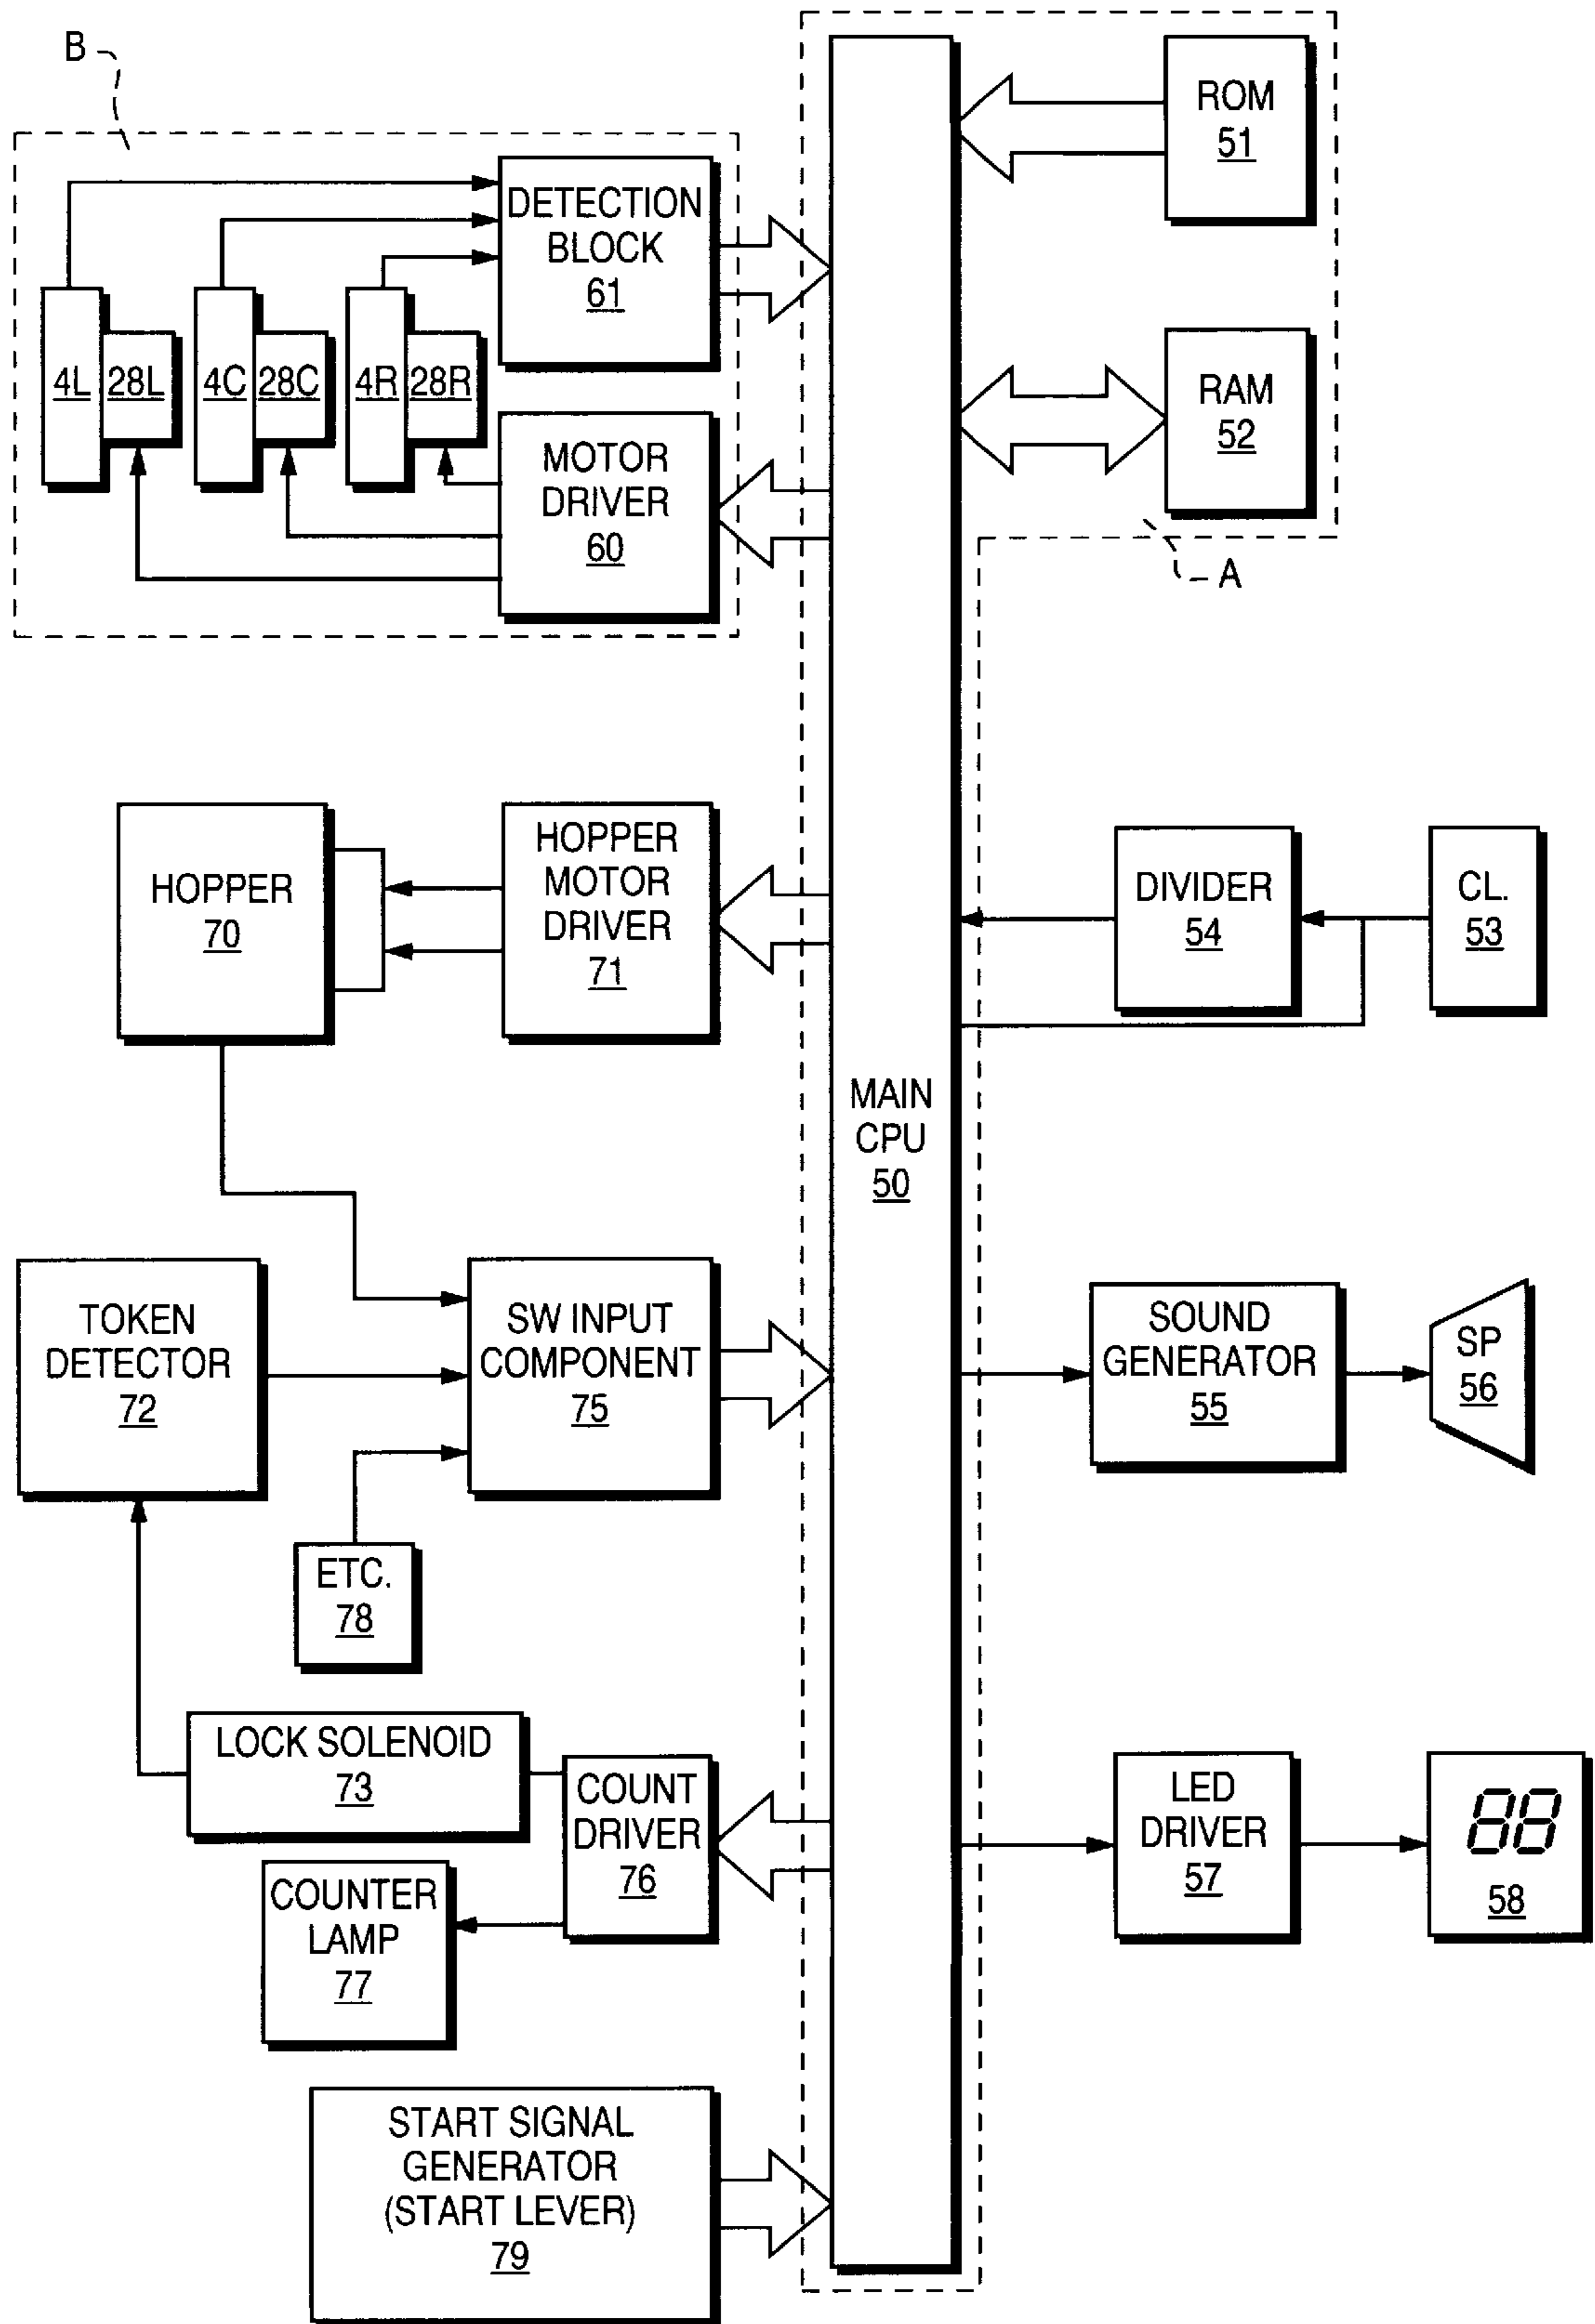 B
DETECTION
BLOCK
61
4L
28L
4C
28C
4R
28R
MOTOR
DRIVER
60
ROM
51
RAM
52
A
HOPPER
70
HOPPER
MOTOR
DRIVER
71
DIVIDER
54
CL.
53
MAIN
CPU
50
TOKEN
DETECTOR
72
SW INPUT
COMPONENT
75
SOUND
GENERATOR
55
SP
56
ETC.
78
LOCK SOLENOID
73
COUNT
DRIVER
76
COUNTER
LAMP
77
LED
DRIVER
57
88
58
START SIGNAL
GENERATOR
(START LEVER)
79